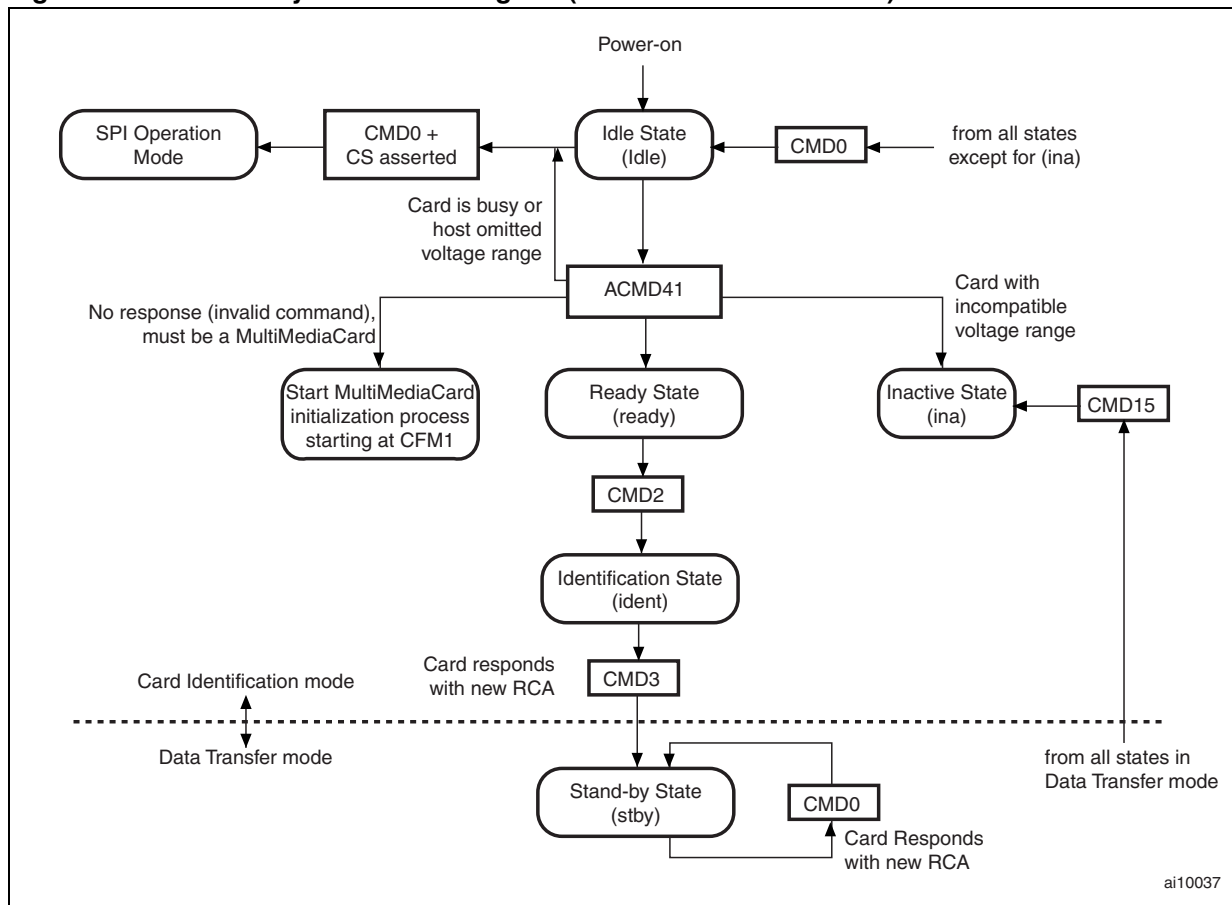 Power-on
SPI Operation
Mode
CMD0 +
CS asserted
Idle State
(Idle)
CMD0
from all states
except for (ina)
Card is busy or
host omitted
voltage range
ACMD41
No response (invalid command),
must be a MultiMediaCard
Card with
incompatible
voltage range
Start MultiMediaCard
initialization process
starting at CFM1
Ready State
(ready)
Inactive State
(ina)
CMD15
CMD2
Identification State
(ident)
Card responds
with new RCA
CMD3
Card Identification mode
Data Transfer mode
from all states in
Data Transfer mode
Stand-by State
(stby)
CMD0
Card Responds
with new RCA
ai10037